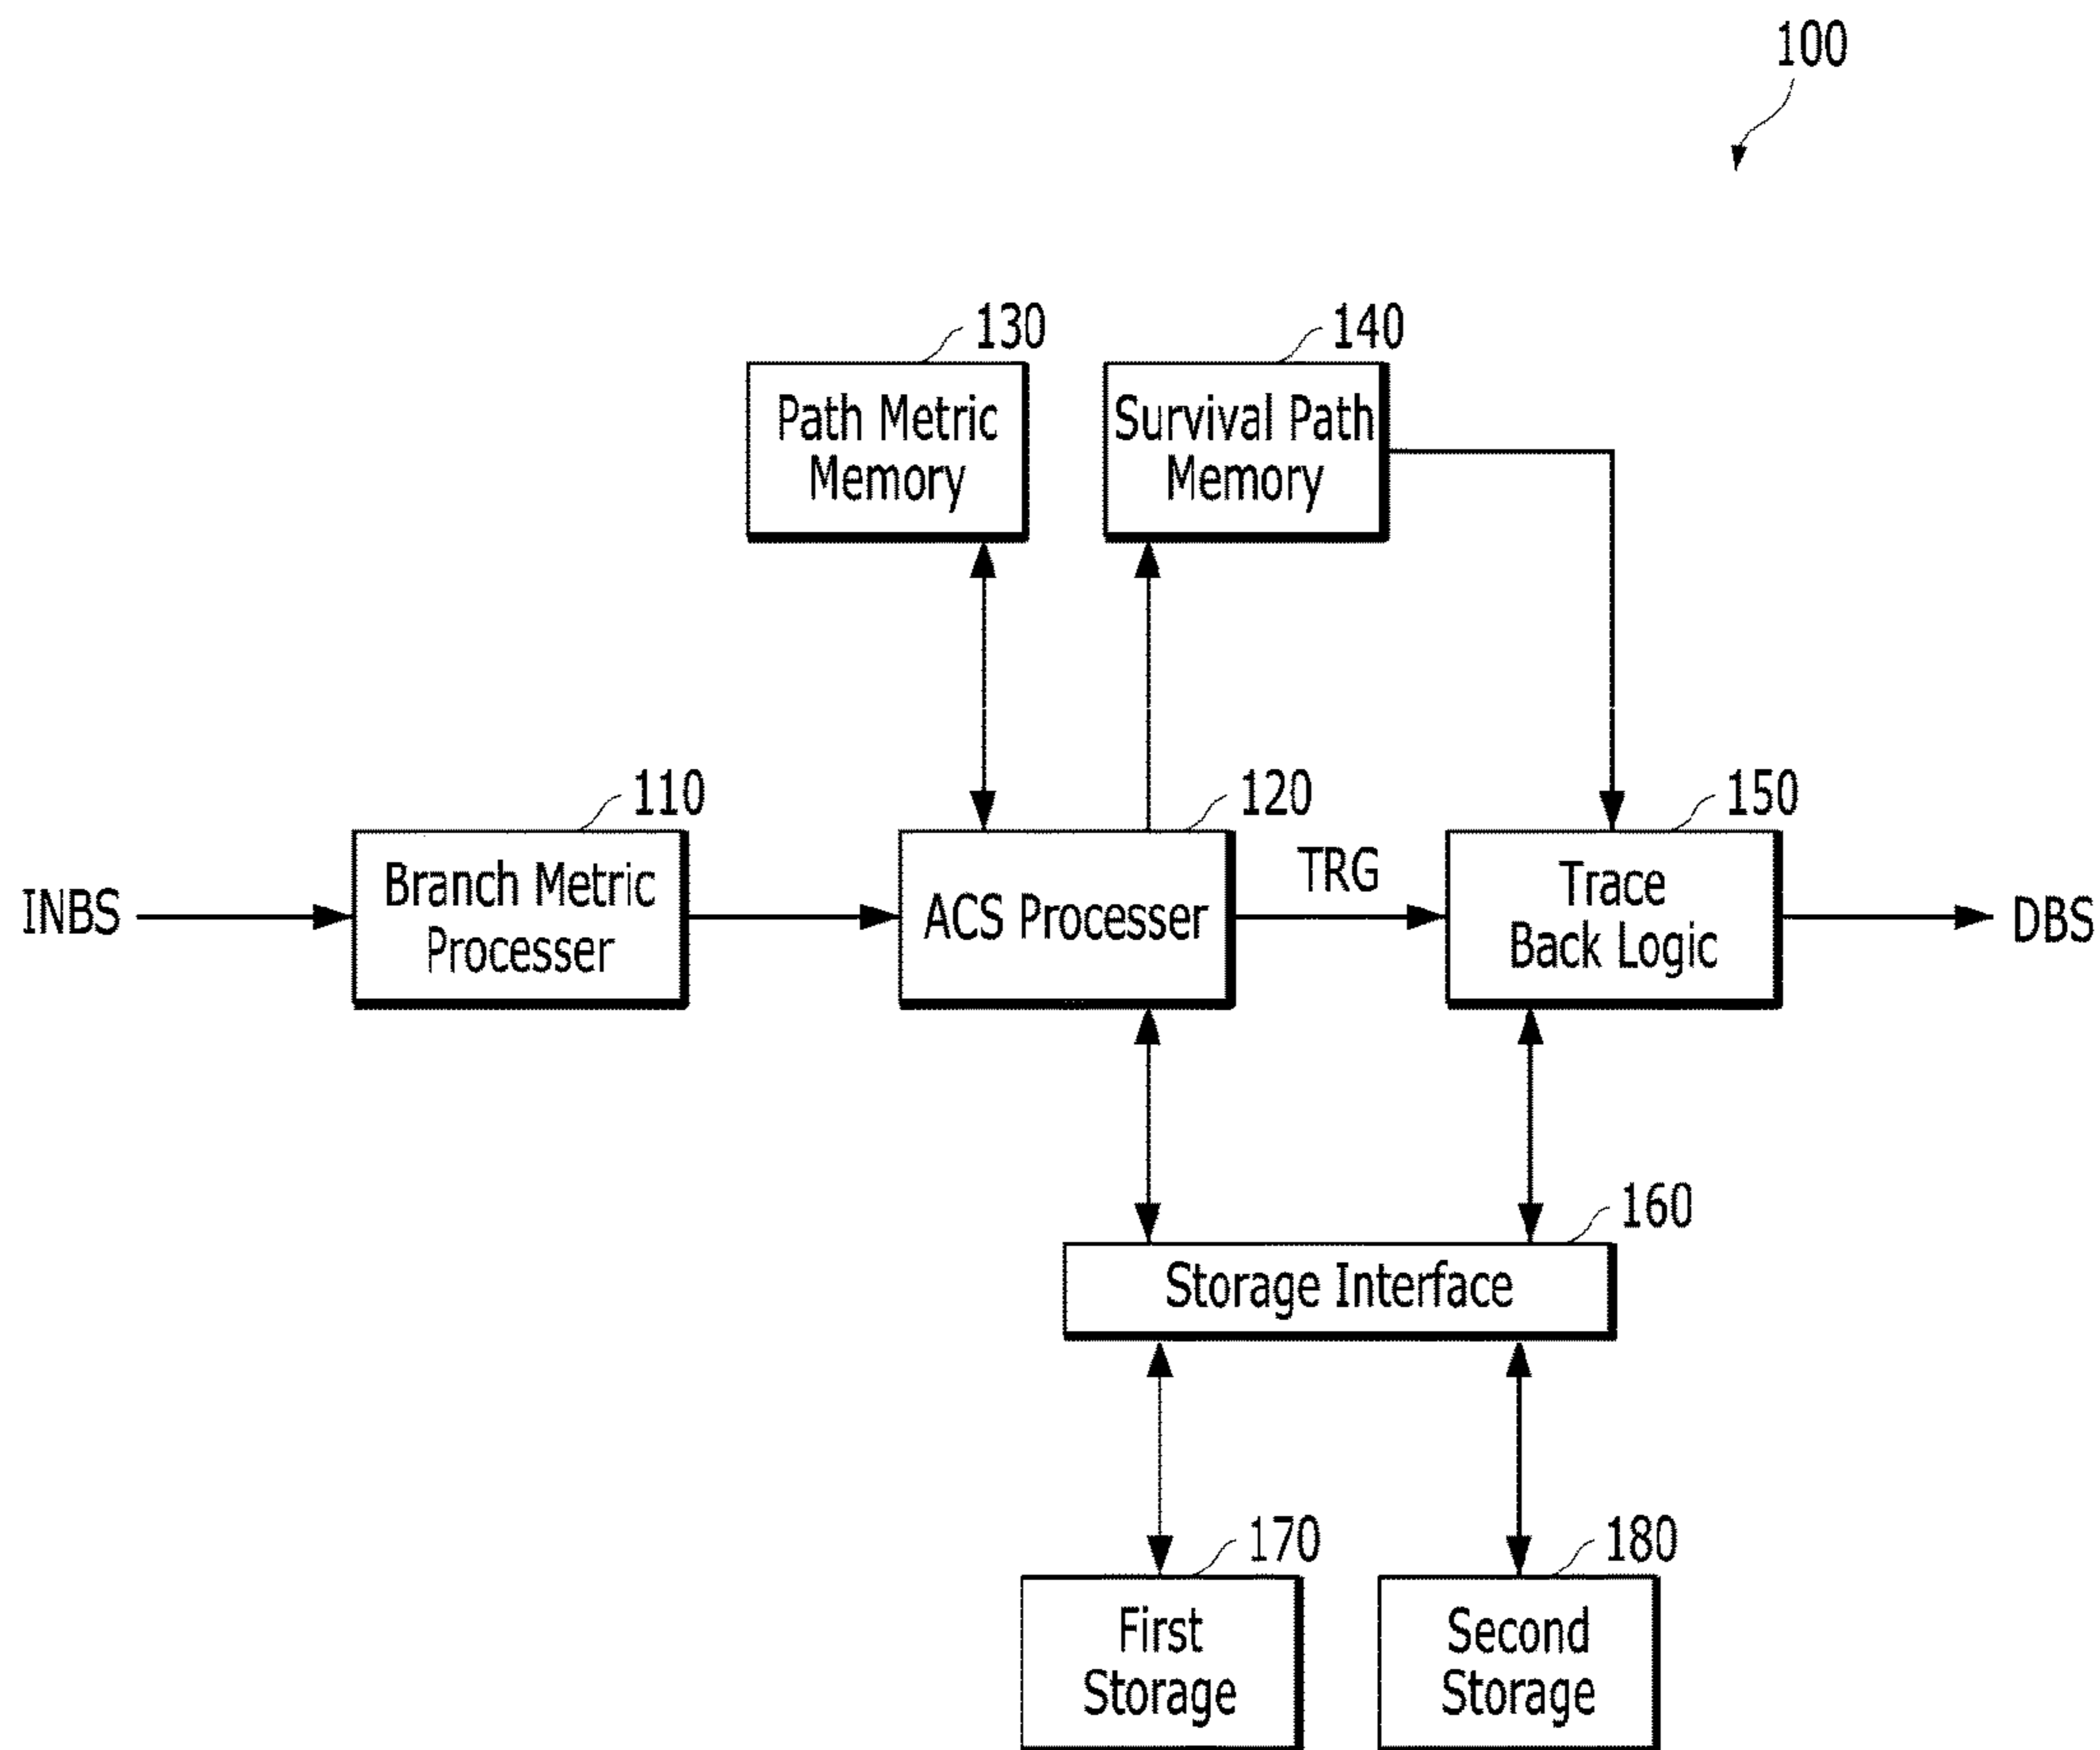 100
130
140
Path Metric
Memory
Survival Path
Memory
110
120
150
INBS
Branch Metric
Processer
ACS Processer
TRG
Trace
Back Logic
DBS
160
Storage Interface
170
180
First
Storage
Second
Storage